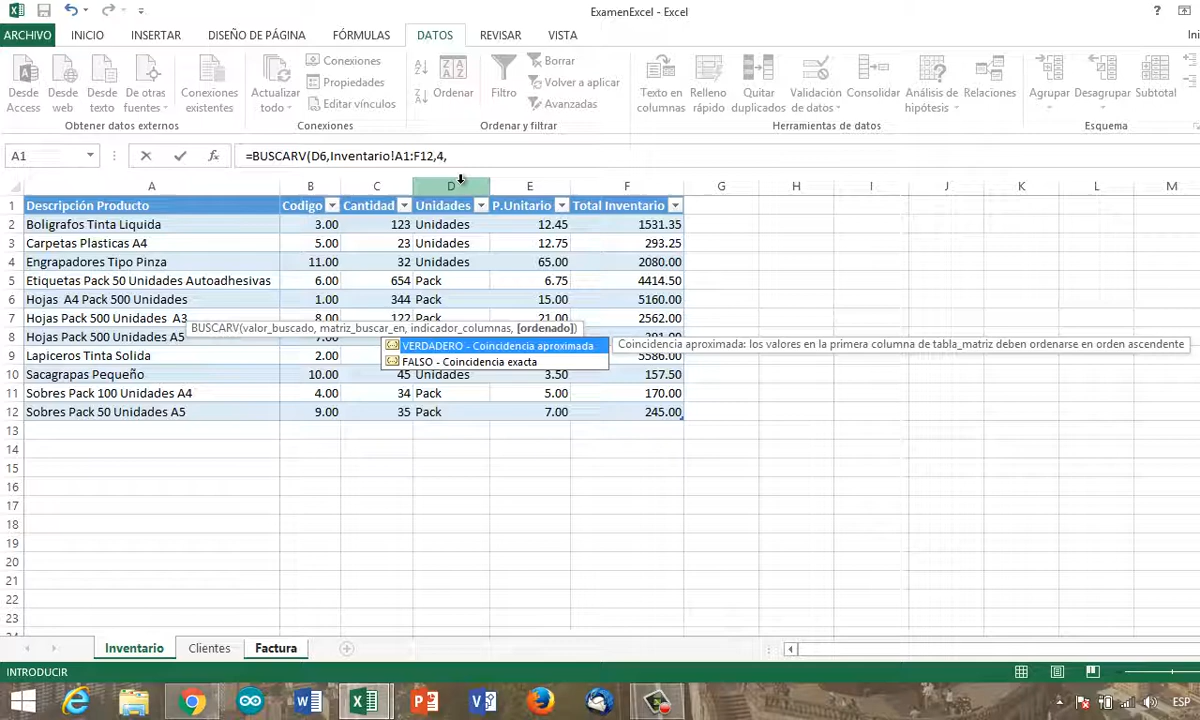 ExamenExcel - Excel
?
ARCHIVO INICIO INSERTAR DISEÑO DE PÁGINA FÓRMULAS DATOS REVISAR VISTA Ini
Desde Access
Desde web
Desde texto
De otras fuentes
Conexiones existentes
Obtener datos externos
Actualizar todo
Conexiones
Propiedades
Editar vínculos
Conexiones
Ordenar
Filtro
Borrar
Volver a aplicar
Avanzadas
Ordenar y filtrar
Texto en columnas
Relleno rápido
Quitar duplicados
Validación de datos
Consolidar
Análisis de hipótesis
Relaciones
Herramientas de datos
Agrupar
Desagrupar
Subtotal
Esquema
A1 fx =BUSCARV(D6,Inventario!A1:F12,4,
A B C D E F G H I J K L M
1 Descripción Producto Codigo Cantidad Unidades P.Unitario Total Inventario
2 Boligrafos Tinta Liquida 3.00 123 Unidades 12.45 1531.35
3 Carpetas Plasticas A4 5.00 23 Unidades 12.75 293.25
4 Engrapadores Tipo Pinza 11.00 32 Unidades 65.00 2080.00
5 Etiquetas Pack 50 Unidades Autoadhesivas 6.00 654 Pack 6.75 4414.50
6 Hojas A4 Pack 500 Unidades 1.00 344 Pack 15.00 5160.00
7 Hojas Pack 500 Unidades A3 8.00 122 Pack 21.00 2562.00
BUSCARV(valor_buscado, matriz_buscar_en, indicador_columnas, [ordenado])
8 Hojas Pack 500 Unidades A5
VERDADERO - Coincidencia aproximada
Coincidencia aproximada: los valores en la primera columna de tabla_matriz deben ordenarse en orden ascendente
9 Lapiceros Tinta Solida 2.00 5586.00
FALSO - Coincidencia exacta
10 Sacagrapas Pequeño 10.00 45 Unidades 3.50 157.50
11 Sobres Pack 100 Unidades A4 4.00 34 Pack 5.00 170.00
12 Sobres Pack 50 Unidades A5 9.00 35 Pack 7.00 245.00
13
14
15
16
17
18
19
20
21
22
23
Inventario Clientes Factura
INTRODUCIR
ESP